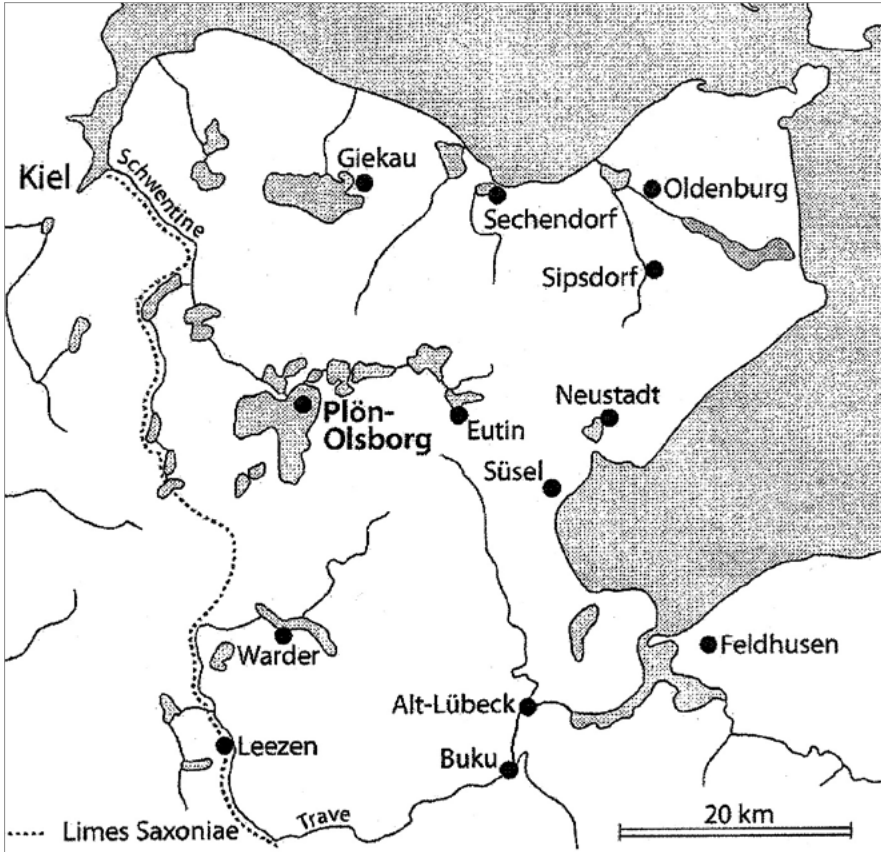 Kiel
Schwentine
Giekau
Sechendorf
Oldenburg
Sipsdorf
Plön-
Olsborg
Eutin
Neustadt
Süsel
Warder
Feldhusen
Alt-Lübeck
Leezen
Buku
Trave
Limes Saxoniae
20 km